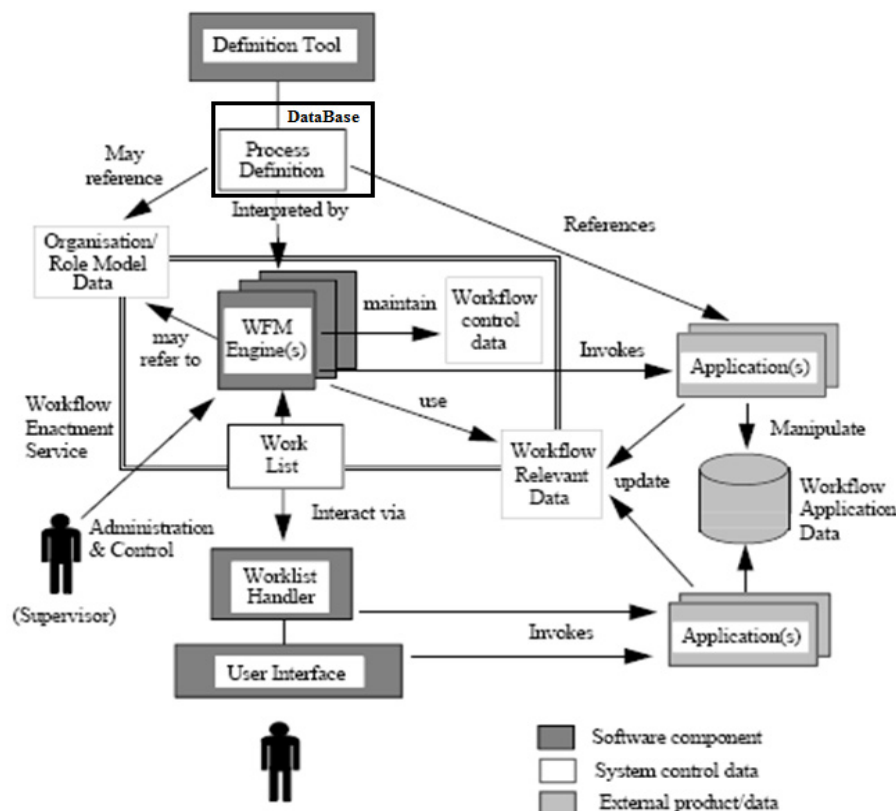 Definition Tool
DataBase
Process
Definition
May
reference
Interpreted by
References
Organisation/
Role Model
Data
WFM
Engine(s)
maintain
Workflow
control
data
may
refer to
Invokes
Application(s)
use
Workflow
Enactment
Service
Work
List
Workflow
Relevant
Data
update
Manipulate
Workflow
Application
Data
Interact via
Administration
& Control
(Supervisor)
Worklist
Handler
Invokes
Application(s)
User Interface
Software component
System control data
External product/data